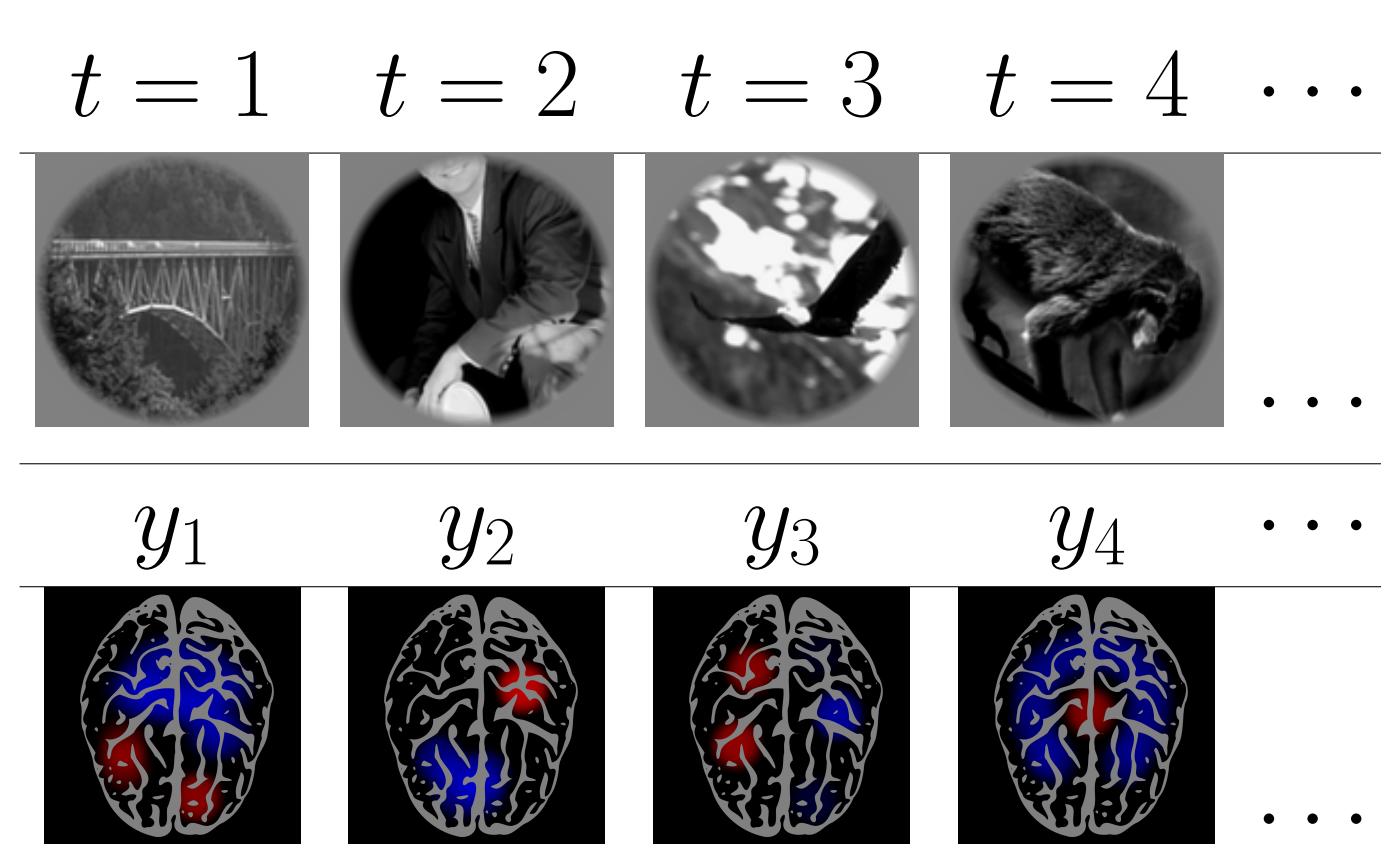 t = 1 t = 2 t = 3 t = 4 ···
···
y₁ y₂ y₃ y₄ ···
···